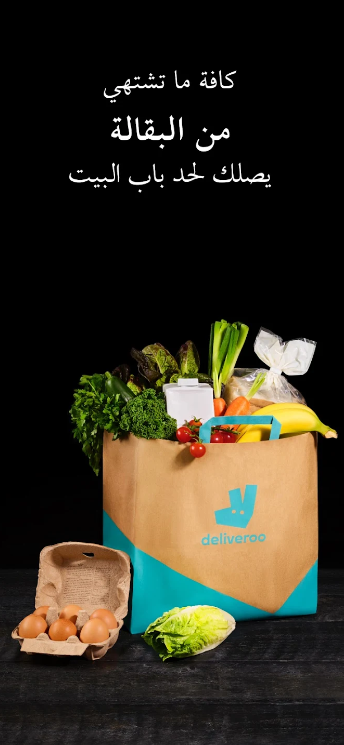 كافة ما تشتهي
من البقالة
يصلك لحد باب البيت
deliveroo